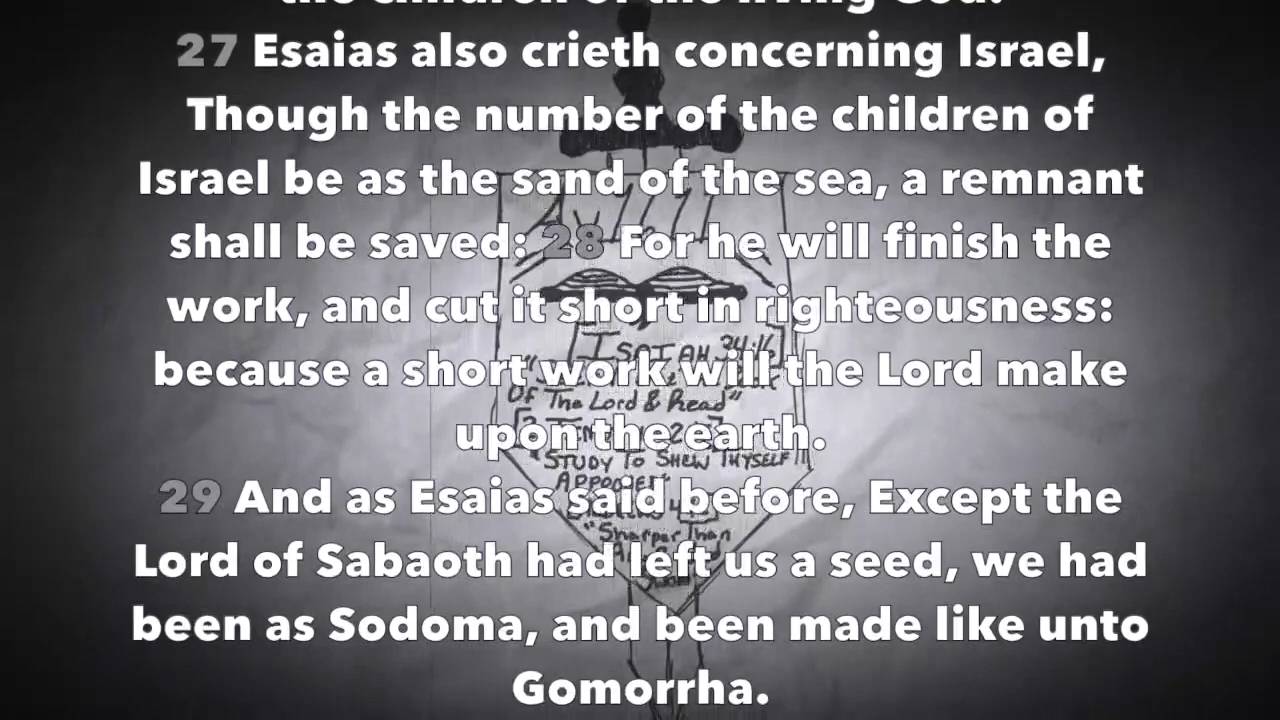 the children of the living God.
27 Esaias also crieth concerning Israel,
Though the number of the children of
Israel be as the sand of the sea, a remnant
shall be saved: 28 For he will finish the
work, and cut it short in righteousness:
because a short work will the Lord make
upon the earth.
29 And as Esaias said before, Except the
Lord of Sabaoth had left us a seed, we had
been as Sodoma, and been made like unto
Gomorrha.
ISAIAH 34:16
Of The Lord & Read"
"STUDY TO SHEW THYSELF
"Sharper Than